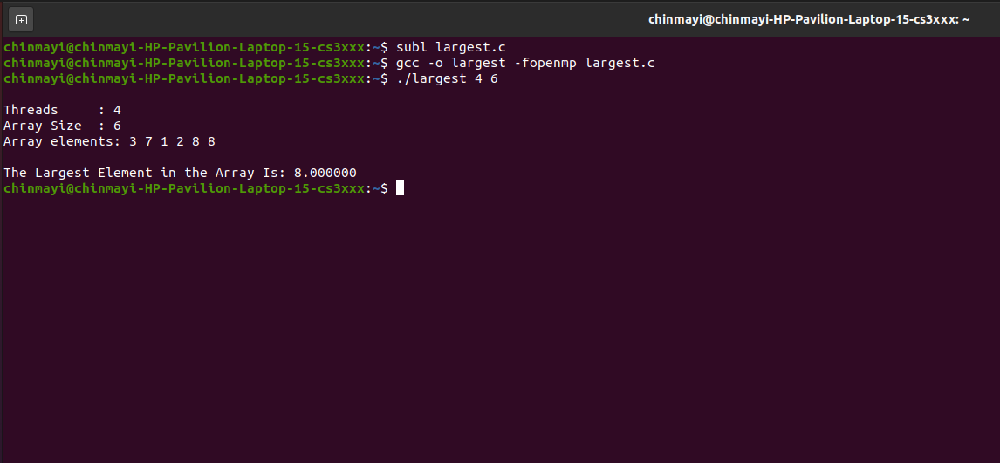 chinmayi@chinmayi-HP-Pavilion-Laptop-15-cs3xxx: ~
chinmayi@chinmayi-HP-Pavilion-Laptop-15-cs3xxx:~$ subl largest.c
chinmayi@chinmayi-HP-Pavilion-Laptop-15-cs3xxx:~$ gcc -o largest -fopenmp largest.c
chinmayi@chinmayi-HP-Pavilion-Laptop-15-cs3xxx:~$ ./largest 4 6
Threads     : 4
Array Size  : 6
Array elements: 3 7 1 2 8 8
The Largest Element in the Array Is: 8.000000
chinmayi@chinmayi-HP-Pavilion-Laptop-15-cs3xxx:~$